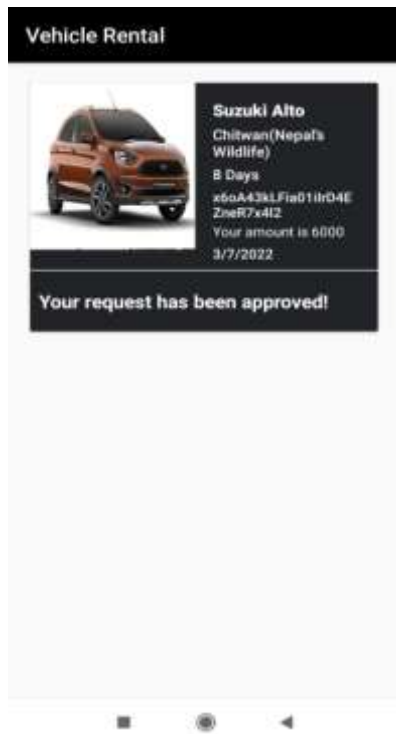 Vehicle Rental
Suzuki Alto
Chitwan(Nepal's
Wildlife)
8 Days
Your amount is 6000
3/7/2022
Your request has been approved!